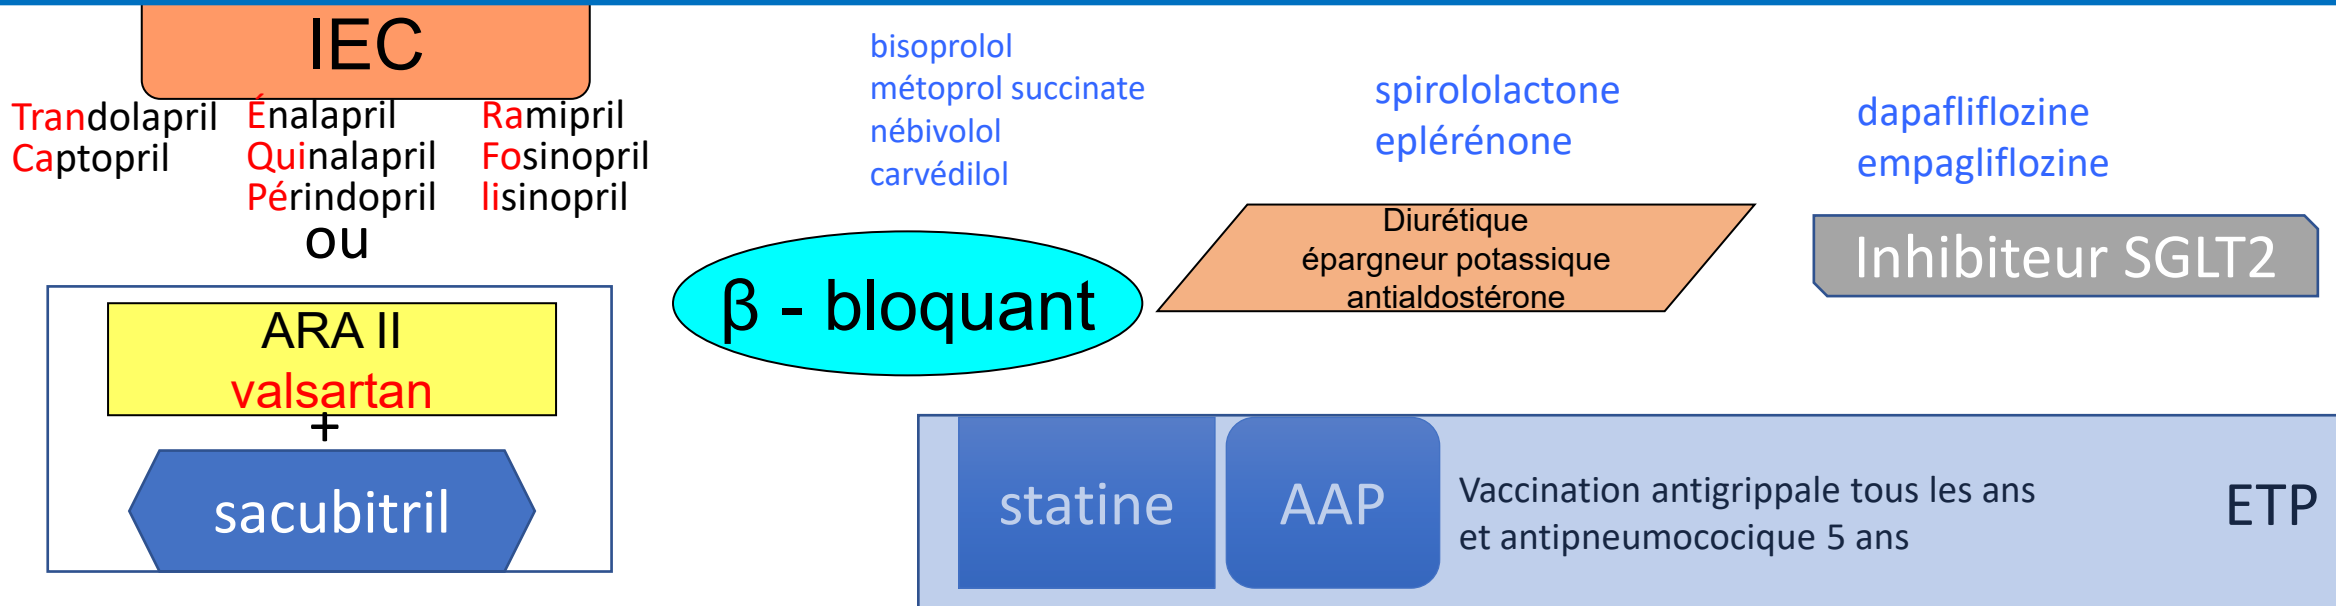 IEC
Trandolapril
Captopril
Énalapril
Quinalapril
Périndopril
Ramipril
Fosinopril
lisinopril
ou
ARA II
valsartan
+
sacubitril
bisoprolol
métoprol succinate
nébivolol
carvédilol
β - bloquant
spirololactone
eplérénone
Diurétique
épargneur potassique
antialdostérone
dapafliflozine
empagliflozine
Inhibiteur SGLT2
statine
AAP
Vaccination antigrippale tous les ans
et antipneumococique 5 ans
ETP